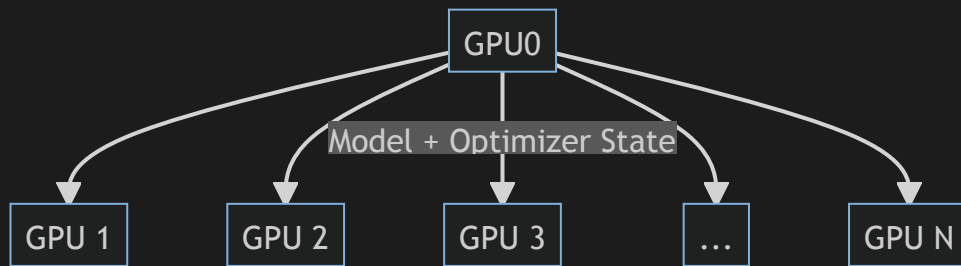 GPU0
Model + Optimizer State
GPU 1
GPU 2
GPU 3
...
GPU N